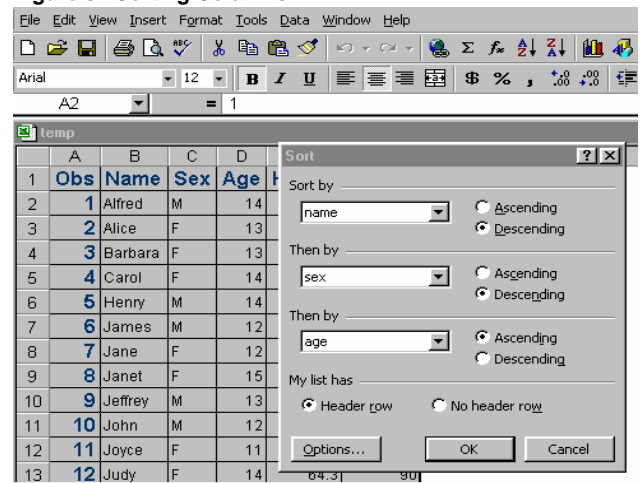 File Edit View Insert Format Tools Data Window Help
Arial 12 B I U $ % ,
A2 = 1
temp
A B C D
1 Obs Name Sex Age
2 1 Alfred M 14
3 2 Alice F 13
4 3 Barbara F 13
5 4 Carol F 14
6 5 Henry M 14
7 6 James M 12
8 7 Jane F 12
9 8 Janet F 15
10 9 Jeffrey M 13
11 10 John M 12
12 11 Joyce F 11
13 12 Judy F 14 64.3 90
Sort
Sort by
name
Ascending
Descending
Then by
sex
Ascending
Descending
Then by
age
Ascending
Descending
My list has
Header row No header row
Options... OK Cancel